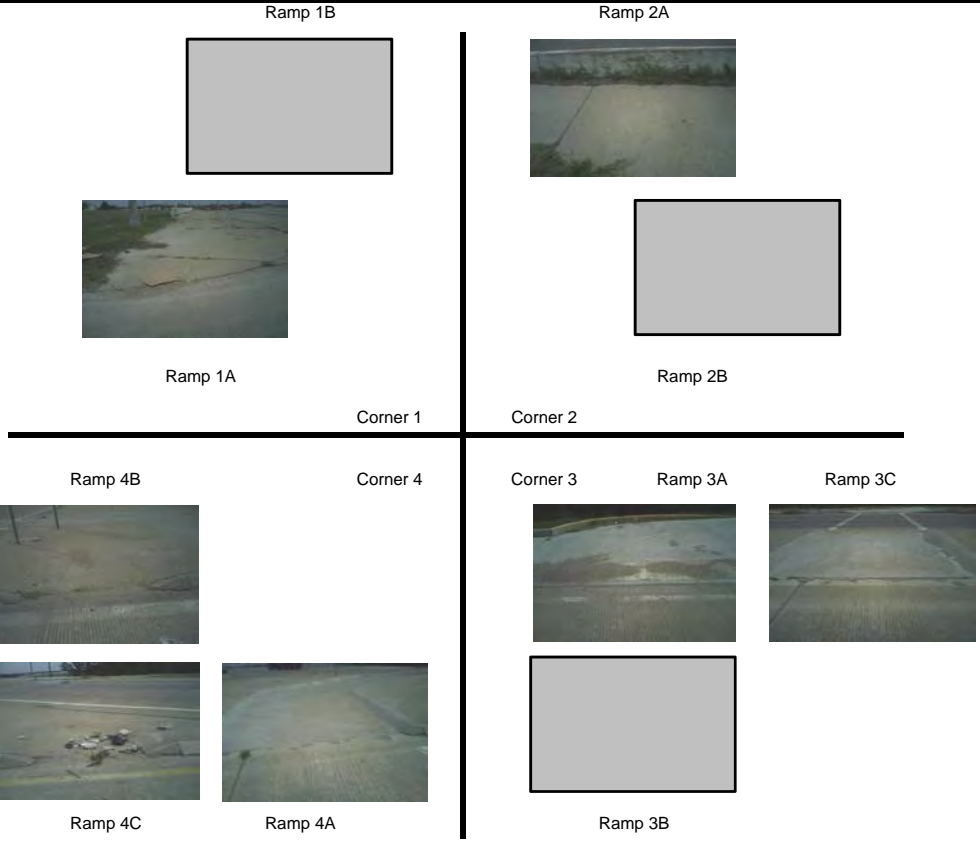 Ramp 1B Ramp 2A
Ramp 1A Ramp 2B
Corner 1 Corner 2
Ramp 4B Corner 4 Corner 3 Ramp 3A Ramp 3C
Ramp 4C Ramp 4A Ramp 3B